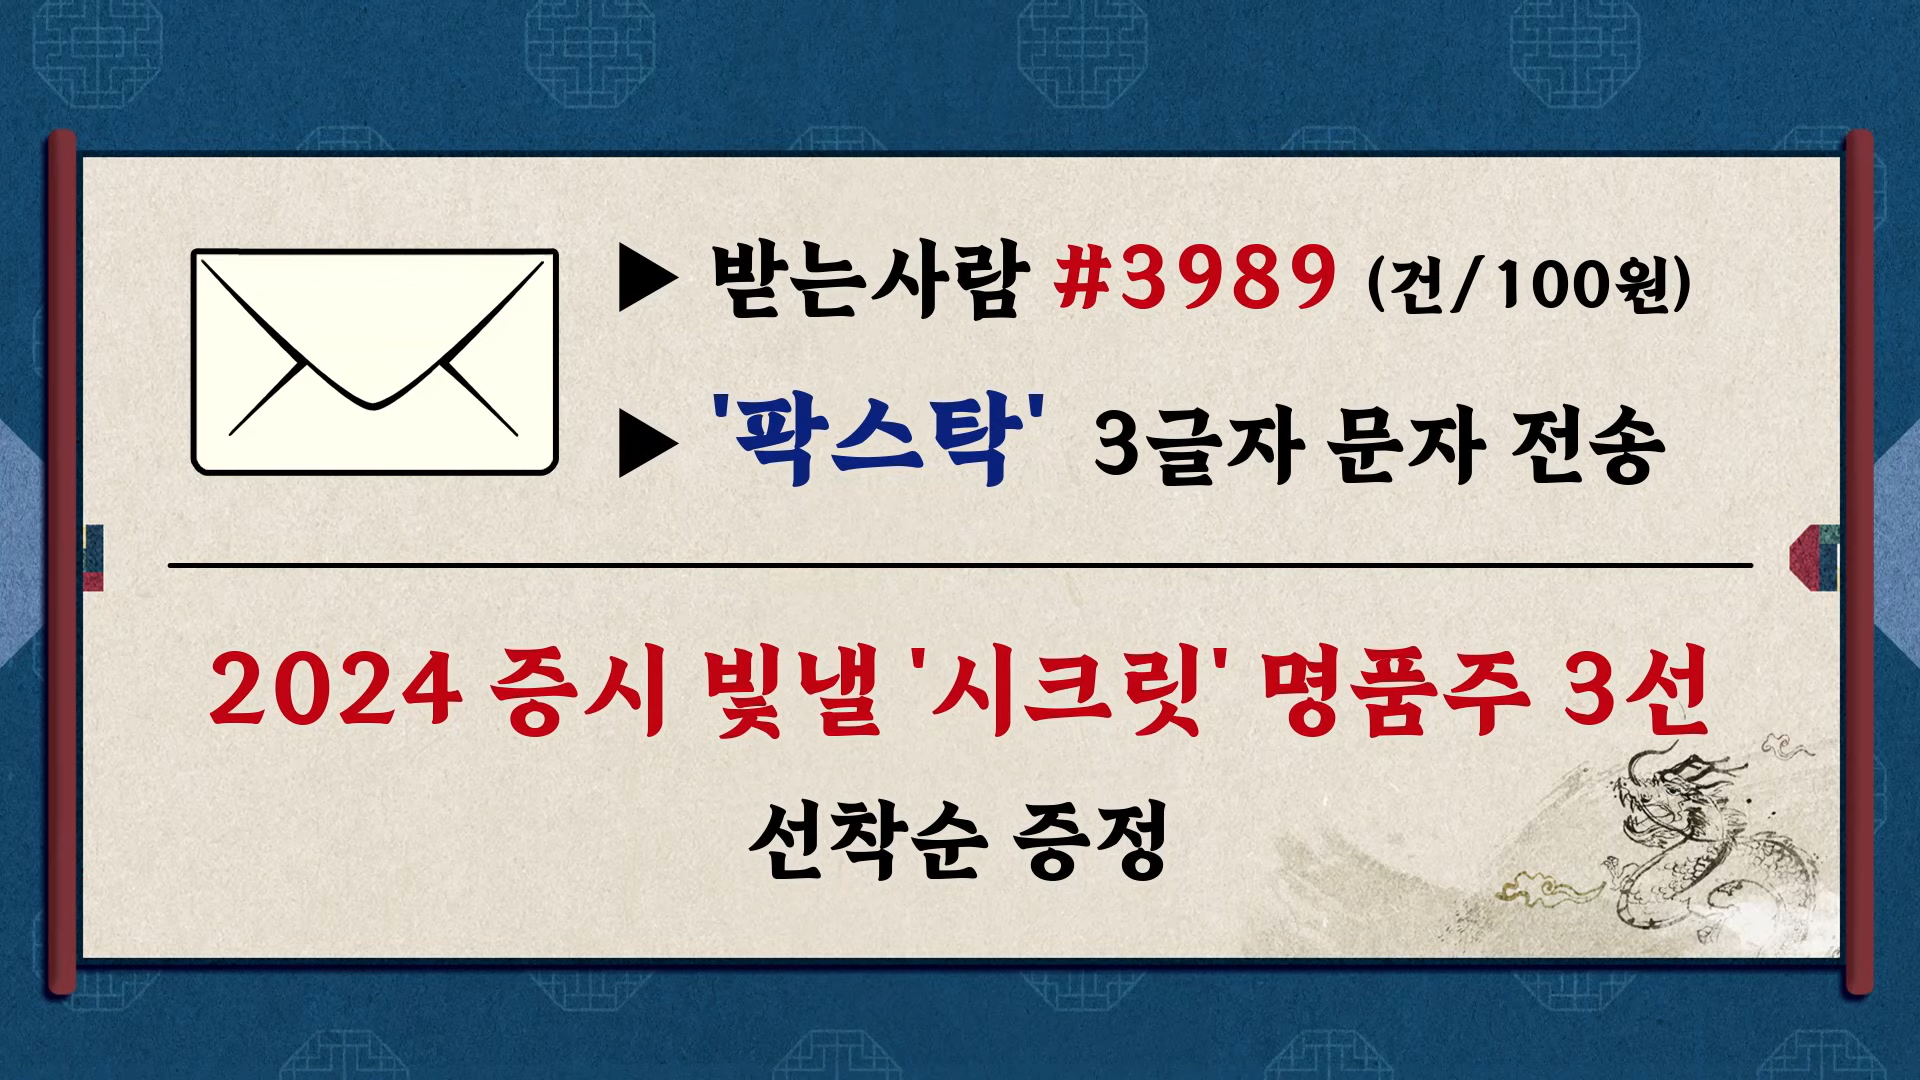 ▶ 받는사람 #3989 (건/100원)
▶ '팍스탁' 3글자 문자 전송
2024 증시 빛낼 '시크릿' 명품주 3선
선착순 증정